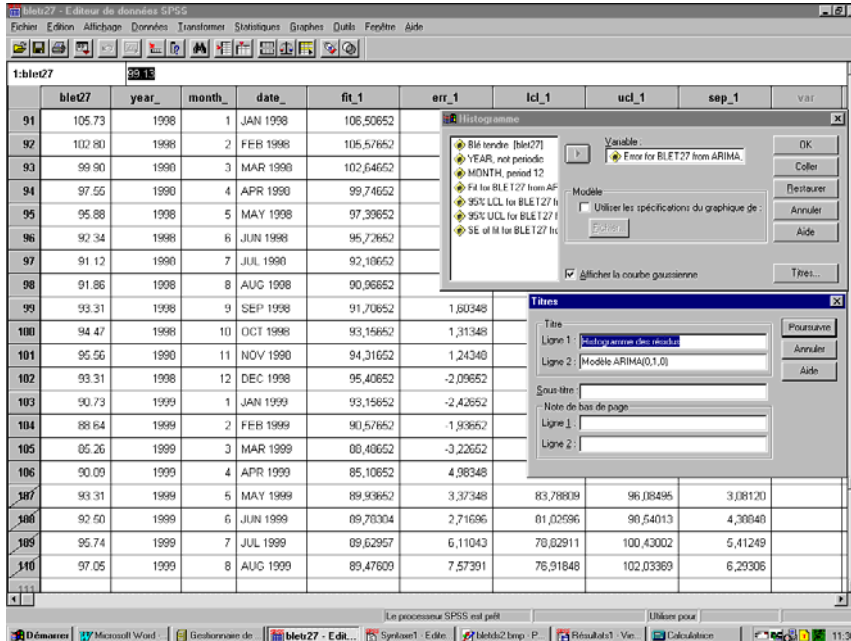 blet27 - Editeur de données SPSS
Fichier Edition Affichage Données Transformer Statistiques Graphes Outils Fenêtre Aide
1:blet27 99.13
blet27 year_ month_ date_ fit_1 err_1 lcl_1 ucl_1 sep_1 var
91 105.73 1998 1 JAN 1998 106,50652
92 102.80 1998 2 FEB 1998 105,57652
93 99.90 1998 3 MAR 1998 102,64652
94 97.55 1998 4 APR 1998 99,74652
95 95.88 1998 5 MAY 1998 97,39652
96 92.34 1998 6 JUN 1998 95,72652
97 91.12 1998 7 JUL 1998 92,18652
98 91.86 1998 8 AUG 1998 90,96652
99 93.31 1998 9 SEP 1998 91,70652 1,60348
100 94.47 1998 10 OCT 1998 93,15652 1,31348
101 95.56 1998 11 NOV 1998 94,31652 1,24348
102 93.31 1998 12 DEC 1998 95,40652 -2,09652
103 90.73 1999 1 JAN 1999 93,15652 -2,42652
104 88.64 1999 2 FEB 1999 90,57652 -1,93652
105 85.26 1999 3 MAR 1999 88,48652 -3,22652
106 90.09 1999 4 APR 1999 85,10652 4,98348
93.31 1999 5 MAY 1999 89,93652 3,37348 83,78809 96,08495 3,08120
92.50 1999 6 JUN 1999 89,78304 2,71696 81,02596 98,54013 4,38848
95.74 1999 7 JUL 1999 89,62957 6,11043 78,82911 100,43002 5,41249
97.05 1999 8 AUG 1999 89,47609 7,57391 76,91848 102,03369 6,29306
111
Histogramme
Blé tendre [blet27]
YEAR, not periodic
MONTH, period 12
Fit for BLET27 from AF
95% LCL for BLET27 f
95% UCL for BLET27 f
SE of fit for BLET27 fro
Variable :
Error for BLET27 from ARIMA,
Modèle
Utiliser les spécifications du graphique de :
Fichier...
Afficher la courbe gaussienne
OK
Coller
Restaurer
Annuler
Aide
Titres...
Titres
Titre
Ligne 1 : Histogramme des résidus
Ligne 2 : Modèle ARIMA(0,1,0)
Sous-titre :
Note de bas de page
Ligne 1 :
Ligne 2 :
Poursuivre
Annuler
Aide
Le processeur SPSS est prêt Utiliser pour
Démarrer Microsoft Word - Gestionnaire de ... blet27 - Edit... Syntaxe1 - Edite... bletds2.bmp - P... Résultats1 - Vie... Calculatrice 11:3